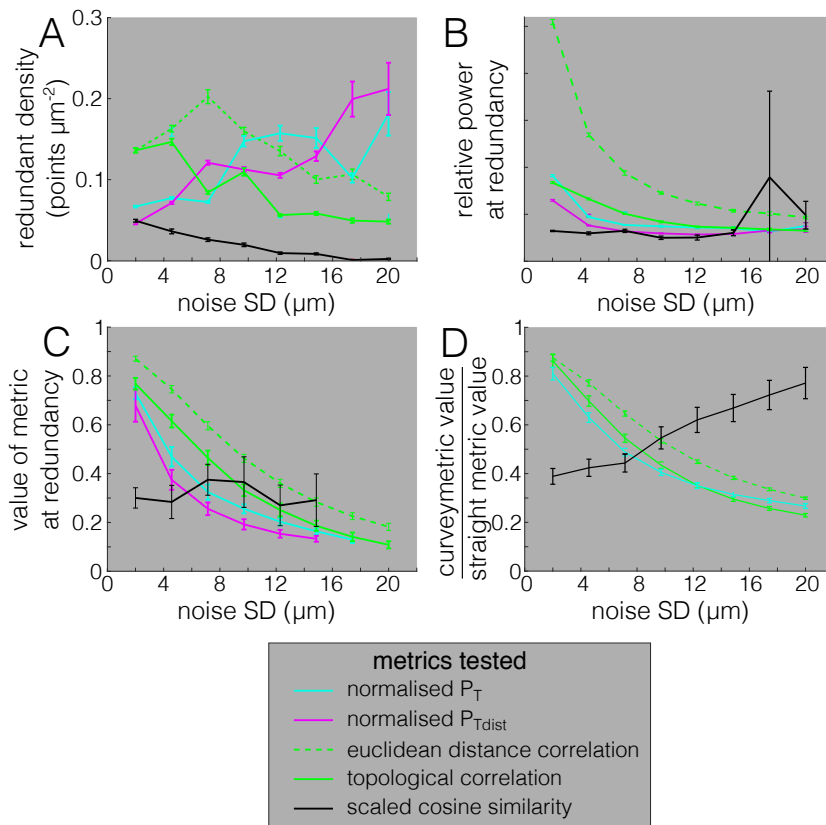 A
redundant density
(points µm⁻²)
0.3
0.2
0.1
0
0 4 8 12 16 20
noise SD (µm)
B
relative power
at redundancy
0 4 8 12 16 20
noise SD (µm)
C
value of metric
at redundancy
1
0.8
0.6
0.4
0.2
0
0 4 8 12 16 20
noise SD (µm)
D
curveymetric value
straight metric value
1
0.8
0.6
0.4
0.2
0
0 4 8 12 16 20
noise SD (µm)
metrics tested
normalised P_T
normalised P_Tdist
euclidean distance correlation
topological correlation
scaled cosine similarity